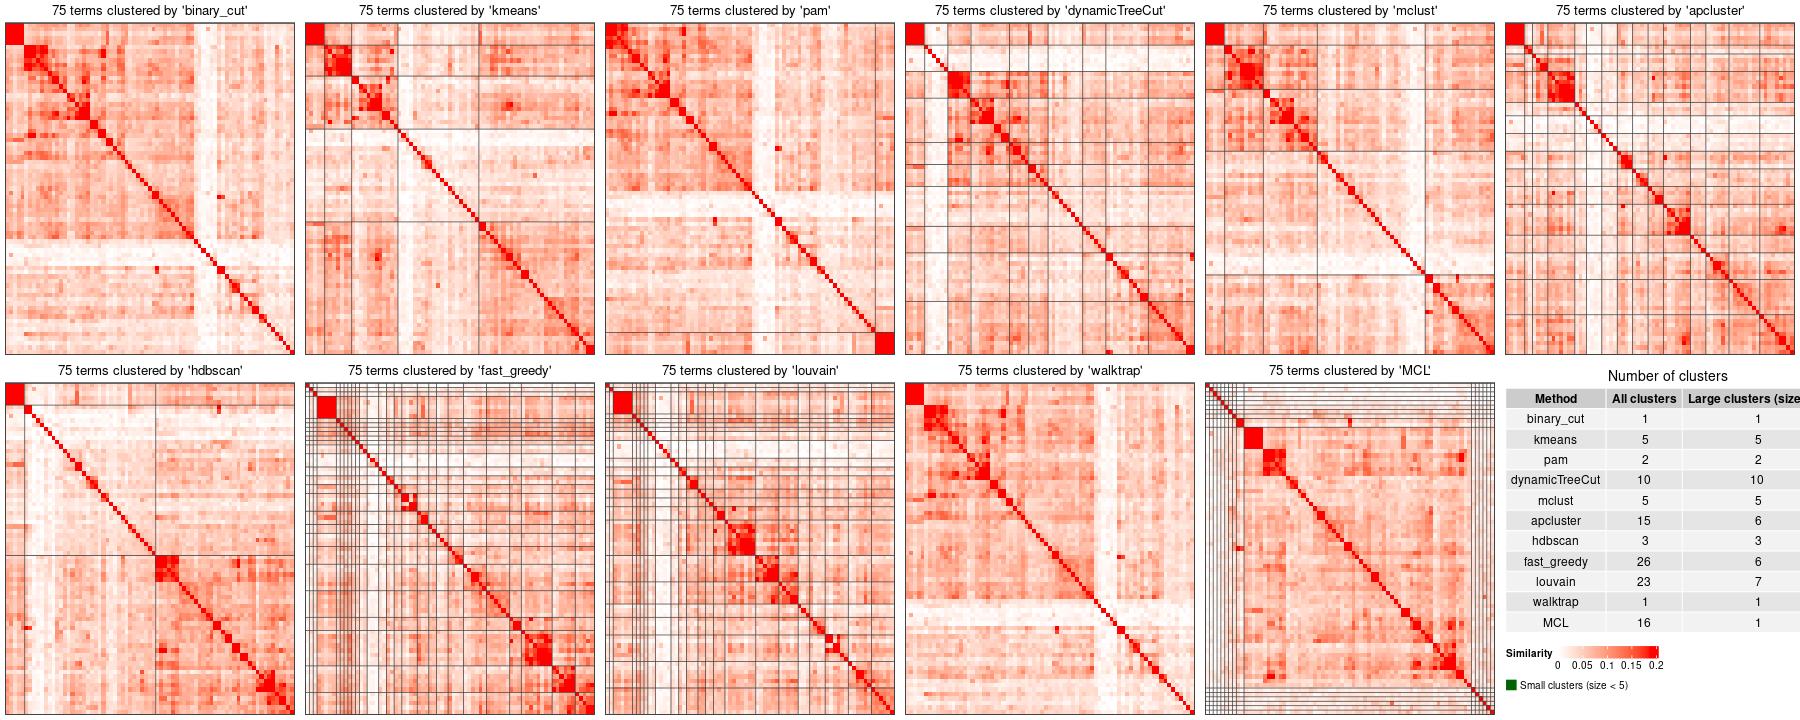 75 terms clustered by 'binary_cut'
75 terms clustered by 'kmeans'
75 terms clustered by 'pam'
75 terms clustered by 'dynamicTreeCut'
75 terms clustered by 'mclust'
75 terms clustered by 'apcluster'
75 terms clustered by 'hdbscan'
75 terms clustered by 'fast_greedy'
75 terms clustered by 'louvain'
75 terms clustered by 'walktrap'
75 terms clustered by 'MCL'
Number of clusters
Method All clusters Large clusters (size
binary_cut 1 1
kmeans 5 5
pam 2 2
dynamicTreeCut 10 10
mclust 5 5
apcluster 15 6
hdbscan 3 3
fast_greedy 26 6
louvain 23 7
walktrap 1 1
MCL 16 1
Similarity
0 0.05 0.1 0.15 0.2
Small clusters (size < 5)